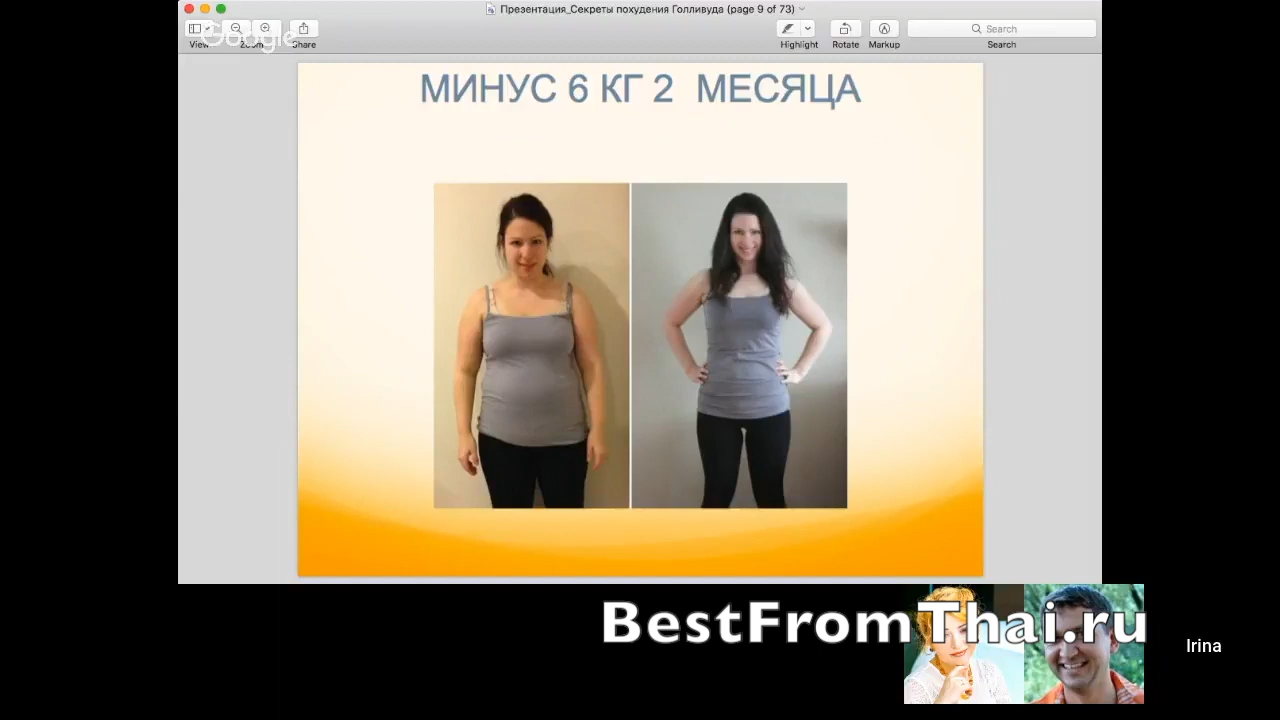 Презентация_Секреты похудения Голливуда (page 9 of 73)
Google
View
Zoom
Share
Highlight
Rotate
Markup
Search
Search
МИНУС 6 КГ 2 МЕСЯЦА
BestFromThai.ru
Irina